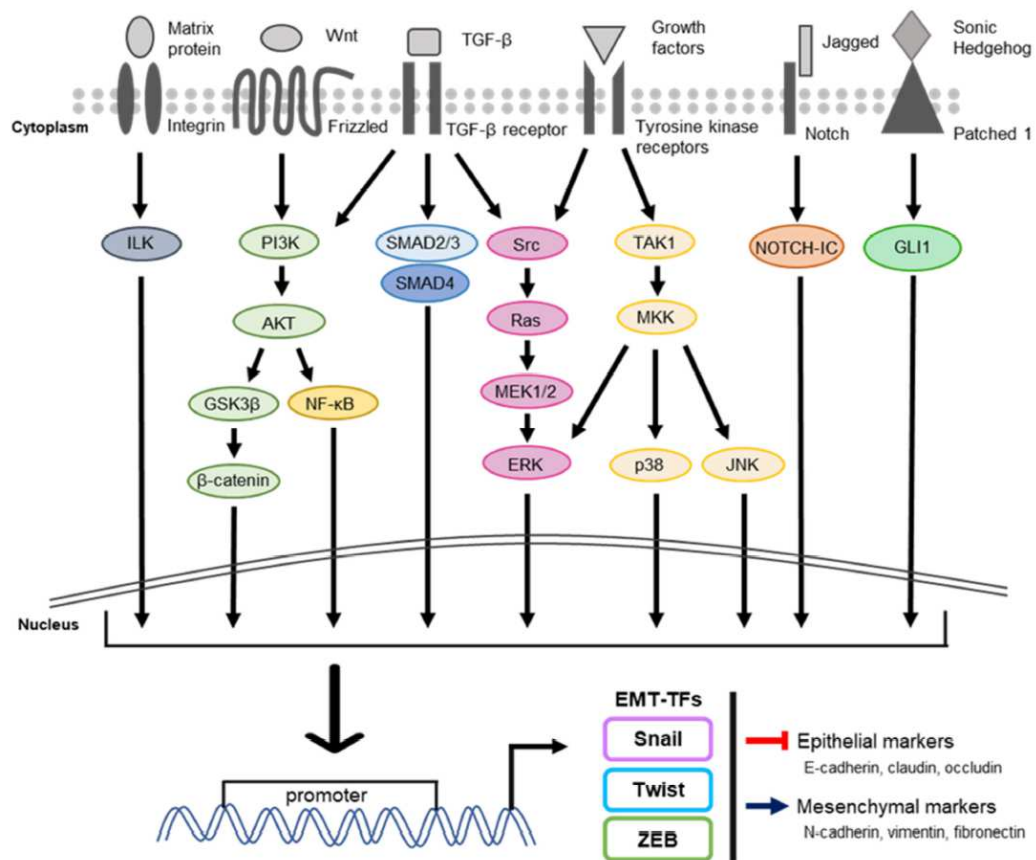 Matrix
protein
Wnt
TGF-β
Growth
factors
Jagged
Sonic
Hedgehog
Cytoplasm
Integrin
Frizzled
TGF-β receptor
Tyrosine kinase
receptors
Notch
Patched 1
ILK
PI3K
SMAD2/3
Src
TAK1
NOTCH-IC
GLI1
SMAD4
AKT
Ras
MKK
GSK3β
NF-κB
MEK1/2
β-catenin
ERK
p38
JNK
Nucleus
EMT-TFs
Snail
Twist
ZEB
promoter
Epithelial markers
E-cadherin, claudin, occludin
Mesenchymal markers
N-cadherin, vimentin, fibronectin